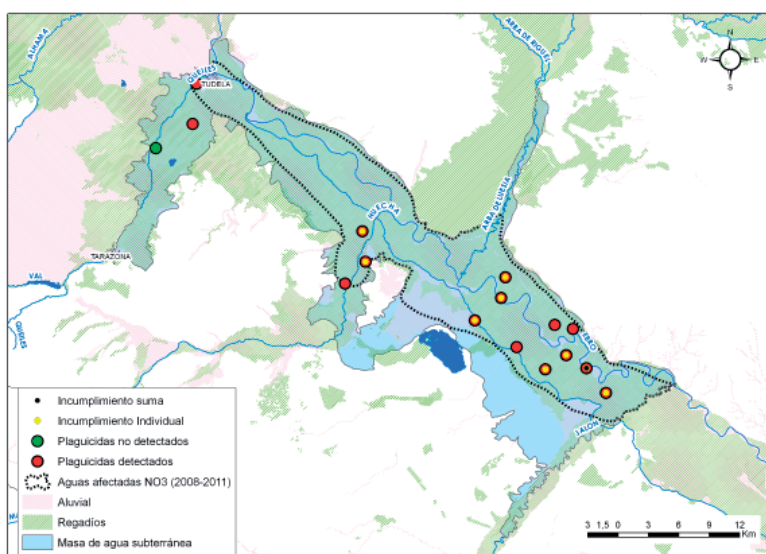 ALHAMA
ARBA DE RIGUEL
N
W E
S
QUEILES
TUDELA
HUECHA
ARBA DE LUESIA
TARAZONA
VAL
QUEILES
EBRO
JALON
Incumplimiento suma
Incumplimiento Individual
Plaguicidas no detectados
Plaguicidas detectados
Aguas afectadas NO3 (2008-2011)
Aluvial
Regadíos
Masa de agua subterránea
3 1,5 0 3 6 9 12
Km